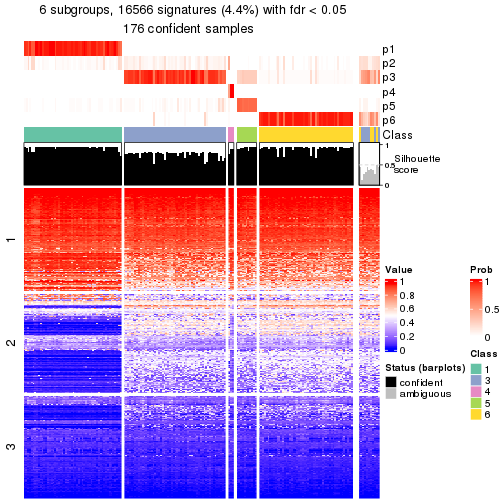 6 subgroups, 16566 signatures (4.4%) with fdr < 0.05
176 confident samples
p1
p2
p3
p4
p5
p6
Class
1
0.5
0
Silhouette
score
1
2
3
Value
1
0.8
0.6
0.4
0.2
0
Prob
1
0.5
0
Status (barplots)
confident
ambiguous
Class
1
3
4
5
6